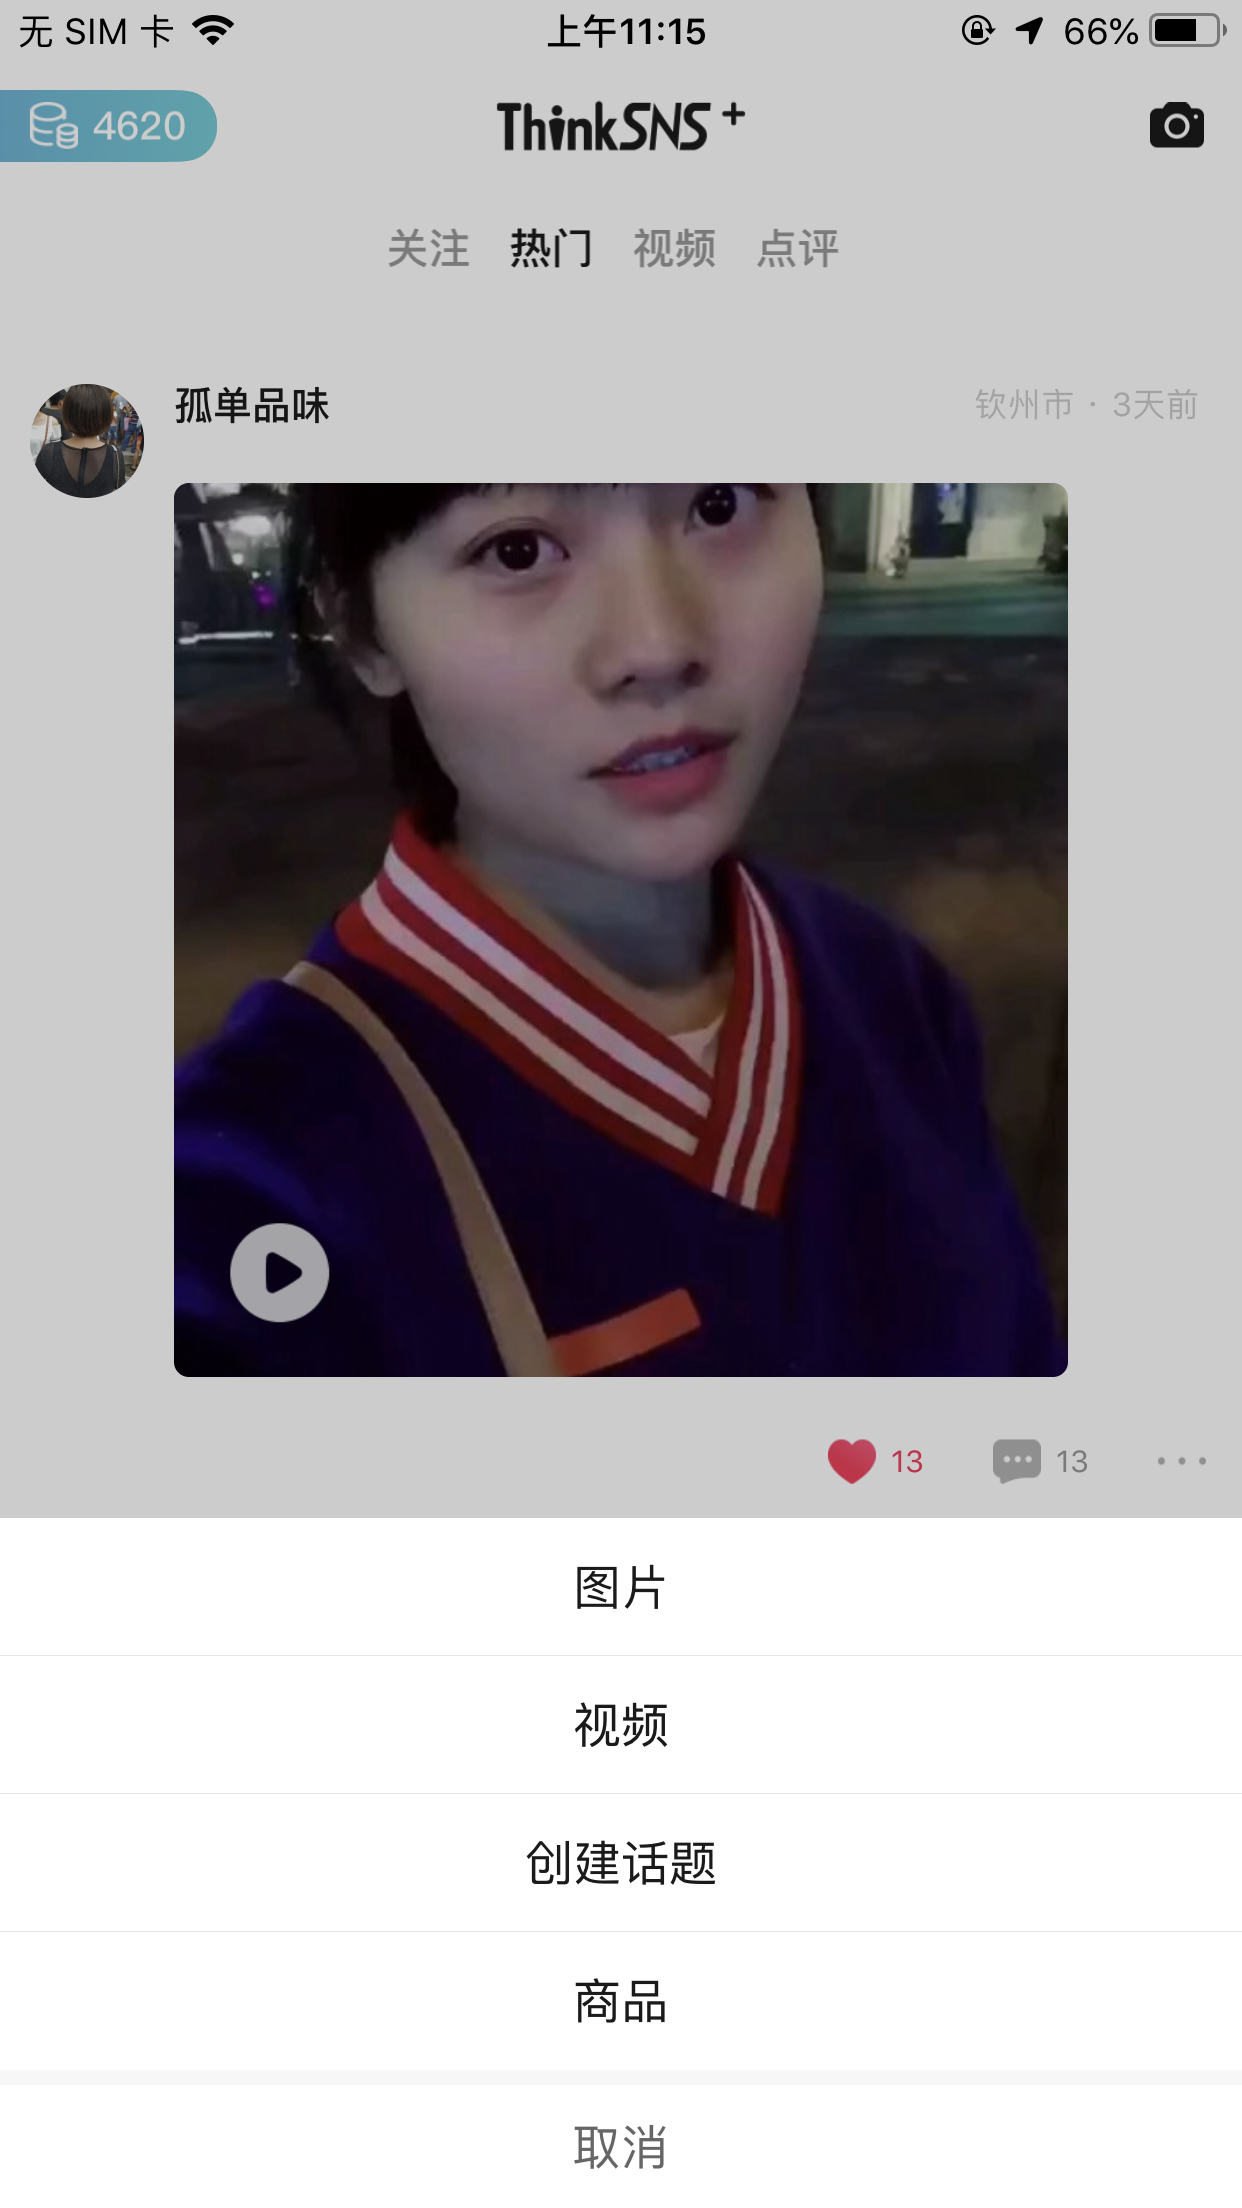 无 SIM 卡 上午11:15 66%
4620 ThinkSNS+
关注 热门 视频 点评
孤单品味 钦州市 · 3天前
13 13
图片
视频
创建话题
商品
取消